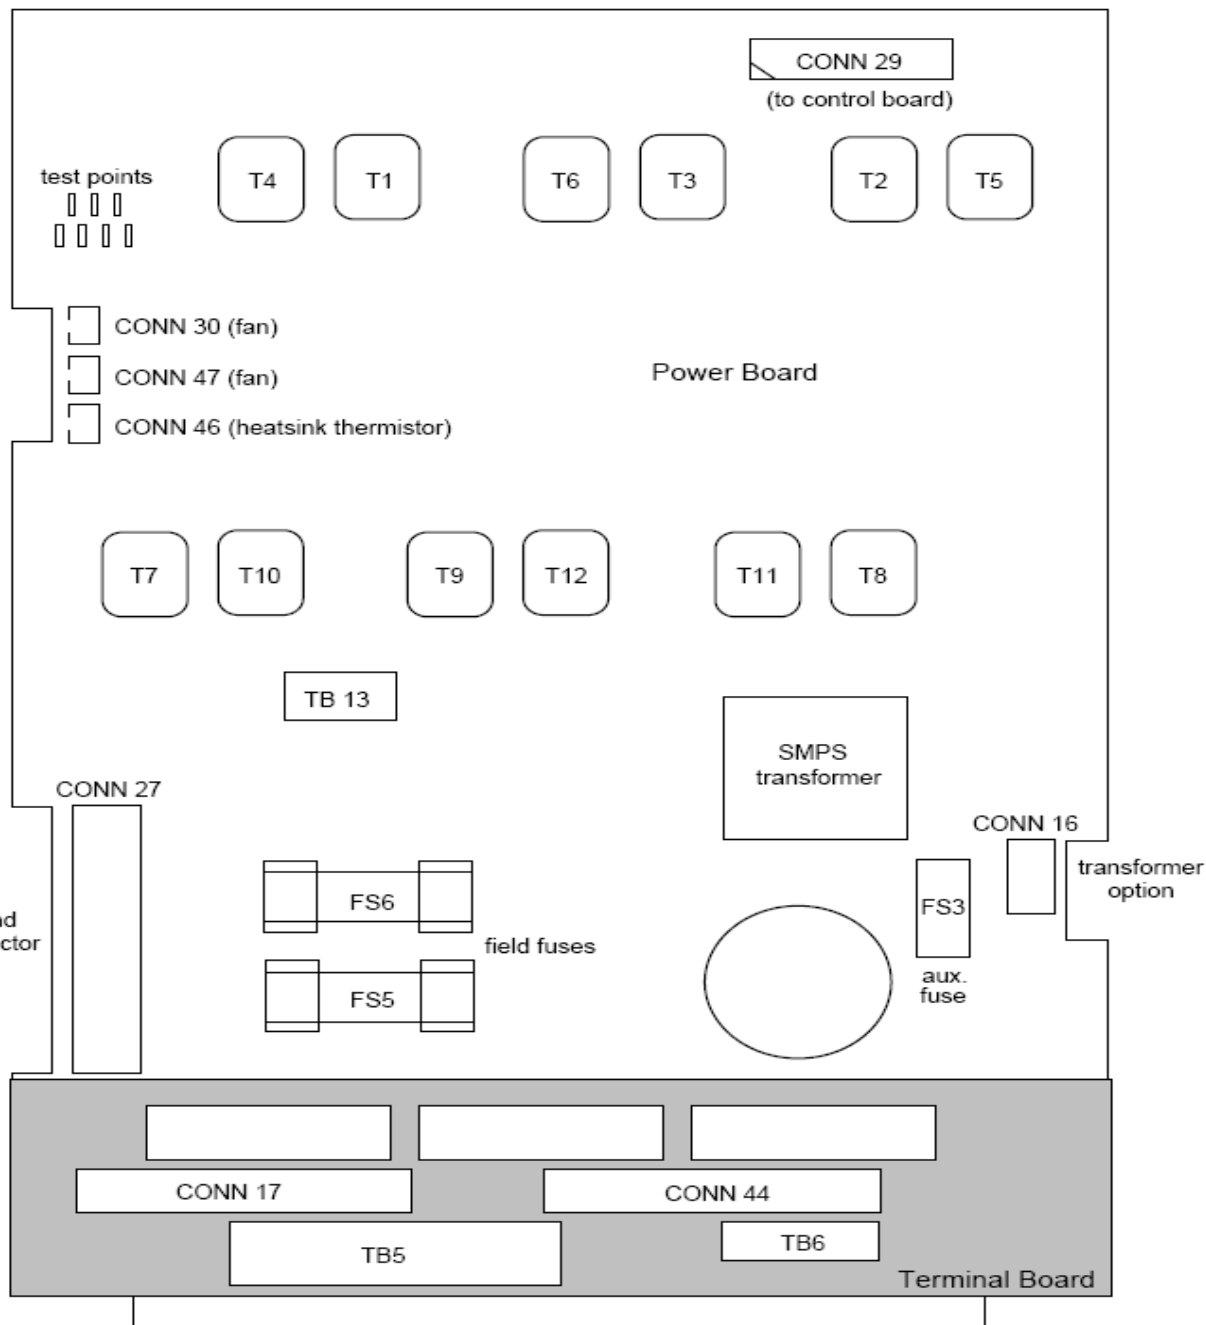 CONN 29
(to control board)
T4
T1
T6
T3
T2
T5
test points
CONN 30 (fan)
CONN 47 (fan)
CONN 46 (heatsink thermistor)
Power Board
T7
T10
T9
T12
T11
T8
TB 13
SMPS
transformer
CONN 27
CONN 16
transformer
option
FS6
FS3
field fuses
FS5
aux.
fuse
CONN 17
CONN 44
TB5
TB6
Terminal Board